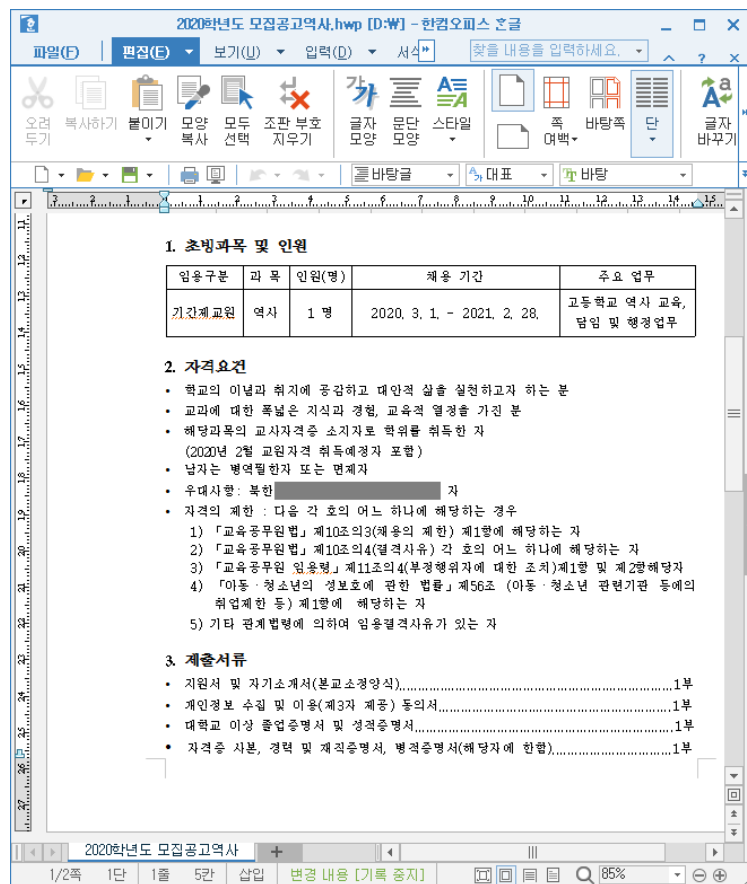 2020학년도 모집공고역사.hwp [D:\] - 한컴오피스 한글
파일(F) 편집(E) 보기(U) 입력(D) 서식 찾을 내용을 입력하세요.
오려두기 복사하기 붙이기 모양 복사 모두 선택 조판 부호 지우기 글자 모양 문단 모양 스타일 쪽 여백 바탕쪽 단 글자 바꾸기
바탕글 대표 바탕
3 2 1 1 2 3 4 5 6 7 8 9 10 11 12 13 14 15
1. 초빙과목 및 인원
임용구분 과 목 인원(명) 채용 기간 주요 업무
기간제교원 역사 1 명 2020. 3. 1. - 2021. 2. 28. 고등학교 역사 교육,
담임 및 행정업무
2. 자격요건
• 학교의 이념과 취지에 공감하고 대안적 삶을 실천하고자 하는 분
• 교과에 대한 폭넓은 지식과 경험, 교육적 열정을 가진 분
• 해당과목의 교사자격증 소지자로 학위를 취득한 자
(2020년 2월 교원자격 취득예정자 포함)
• 남자는 병역필한자 또는 면제자
• 우대사항: 북한 자
• 자격의 제한 : 다음 각 호의 어느 하나에 해당하는 경우
1) 「교육공무원법」제10조의3(채용의 제한) 제1항에 해당하는 자
2) 「교육공무원법」제10조의4(결격사유) 각 호의 어느 하나에 해당하는 자
3) 「교육공무원 임용령」제11조의4(부정행위자에 대한 조치)제1항 및 제2항해당자
4) 「아동·청소년의 성보호에 관한 법률」제56조 (아동·청소년 관련기관 등에의
취업제한 등) 제1항에 해당하는 자
5) 기타 관계법령에 의하여 임용결격사유가 있는 자
3. 제출서류
• 지원서 및 자기소개서(본교소정양식)..........................................................1부
• 개인정보 수집 및 이용(제3자 제공) 동의서..................................................1부
• 대학교 이상 졸업증명서 및 성적증명서.......................................................1부
• 자격증 사본, 경력 및 재직증명서, 병적증명서(해당자에 한함)..........................1부
2020학년도 모집공고역사
1/2쪽 1단 1줄 5칸 삽입 변경 내용 [기록 중지] 85%